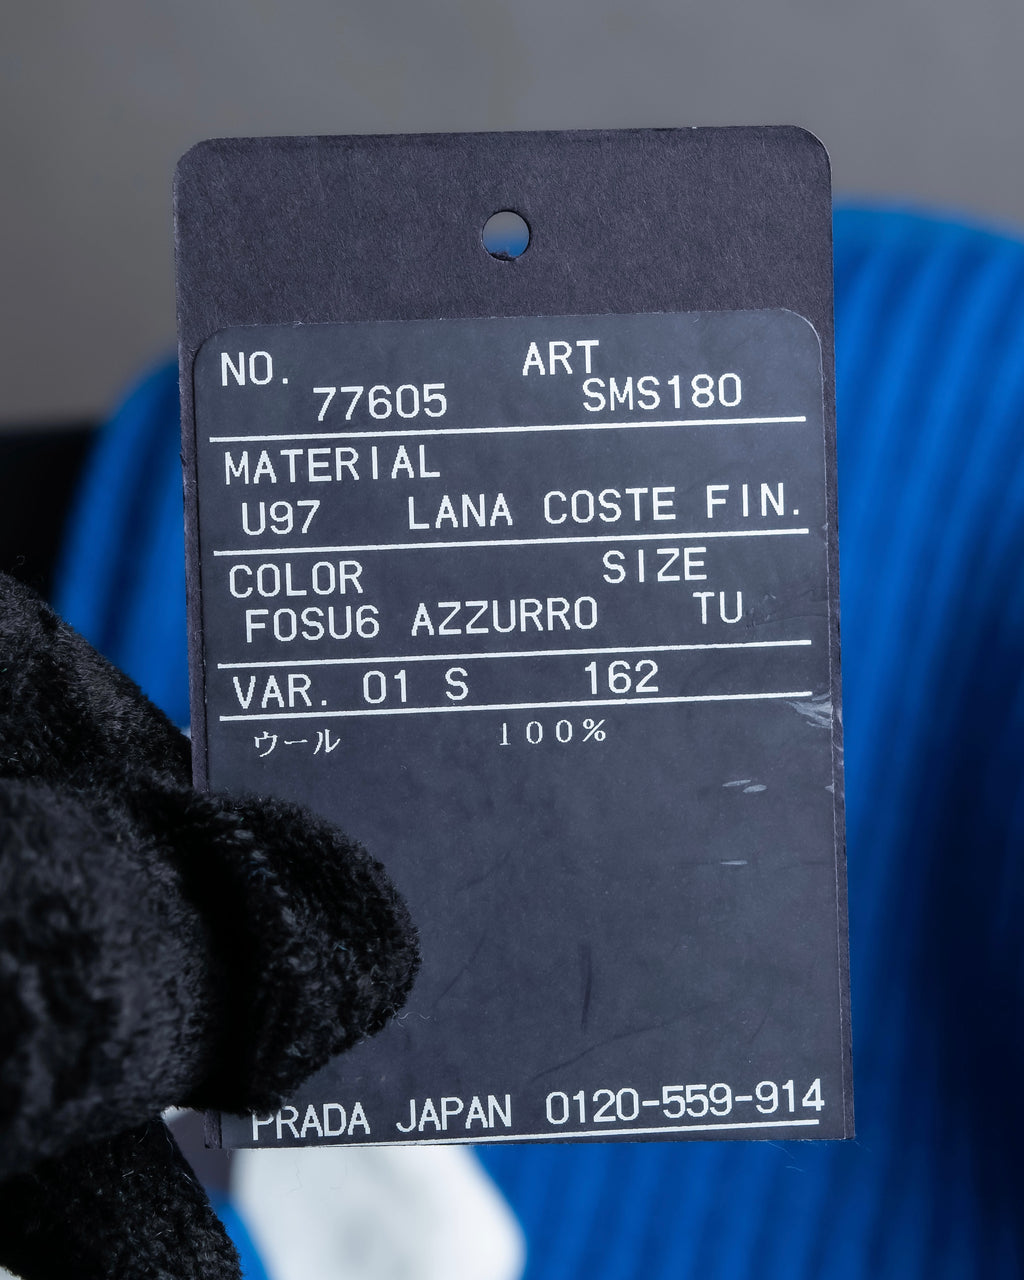 NO. ART
77605 SMS180
MATERIAL
U97 LANA COSTE FIN.
COLOR SIZE
F0SU6 AZZURRO TU
VAR. 01 S 162
ウール 100%
PRADA JAPAN 0120-559-914